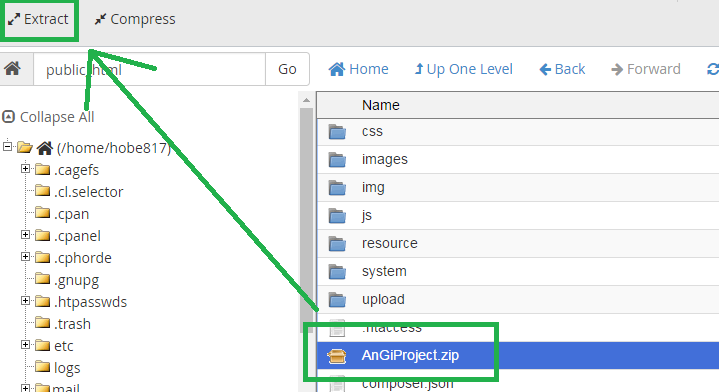 Extract Compress
public_html Go Home Up One Level Back Forward
Collapse All
(/home/hobe817)
.cagefs
.cl.selector
.cpan
.cpanel
.cphorde
.gnupg
.htpasswds
.trash
etc
logs
mail
Name
css
images
img
js
resource
system
upload
.htaccess
AnGiProject.zip
composer.json